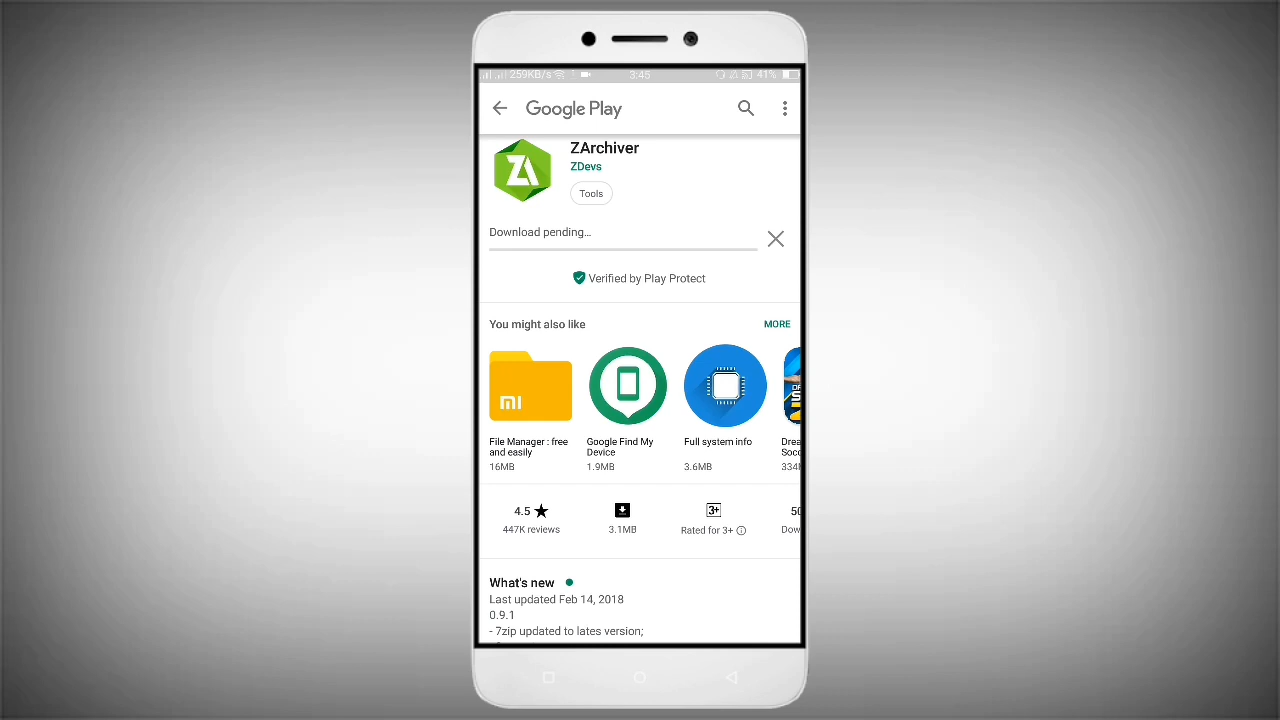 259KB/s 3:45 41%
Google Play
ZA
ZArchiver
ZDevs
Tools
Download pending...
Verified by Play Protect
You might also like
MORE
mi
File Manager : free and easily
16MB
Google Find My Device
1.9MB
Full system info
3.6MB
4.5
447K reviews
3.1MB
3+
Rated for 3+
What's new
Last updated Feb 14, 2018
0.9.1
- 7zip updated to lates version;